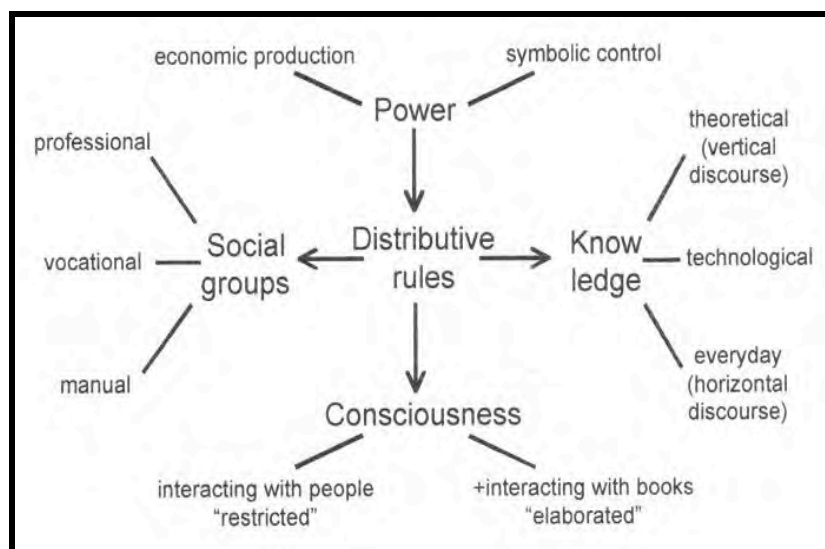 economic production
symbolic control
Power
professional
vocational
manual
Social
groups
Distributive
rules
Know
ledge
theoretical
(vertical
discourse)
technological
everyday
(horizontal
discourse)
Consciousness
interacting with people
"restricted"
+interacting with books
"elaborated"